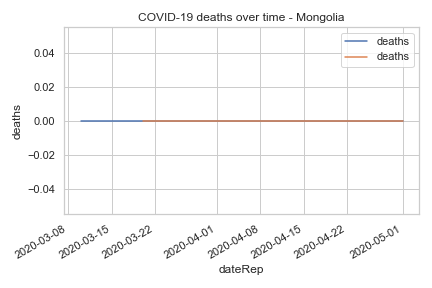 COVID-19 deaths over time - Mongolia
deaths
deaths
0.04
0.02
0.00
−0.02
−0.04
deaths
2020-03-08
2020-03-15
2020-03-22
2020-04-01
2020-04-08
2020-04-15
2020-04-22
2020-05-01
dateRep